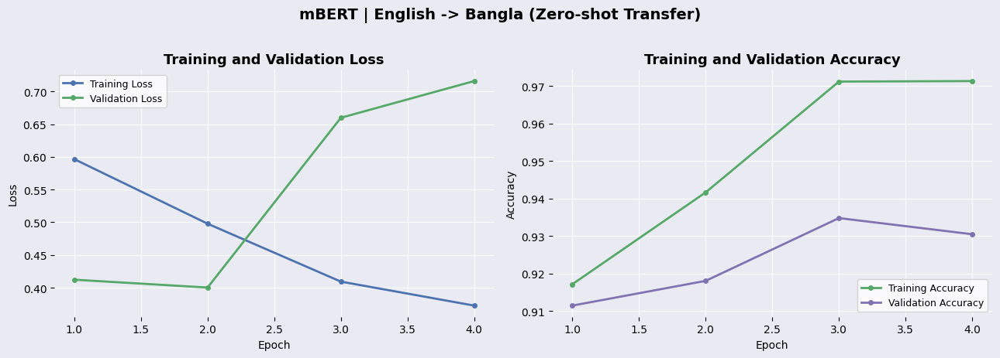 mBERT | English -> Bangla (Zero-shot Transfer)
Training and Validation Loss
Training Loss
Validation Loss
Loss
0.70
0.65
0.60
0.55
0.50
0.45
0.40
1.0 1.5 2.0 2.5 3.0 3.5 4.0
Epoch
Training and Validation Accuracy
Accuracy
0.97
0.96
0.95
0.94
0.93
0.92
0.91
Training Accuracy
Validation Accuracy
1.0 1.5 2.0 2.5 3.0 3.5 4.0
Epoch